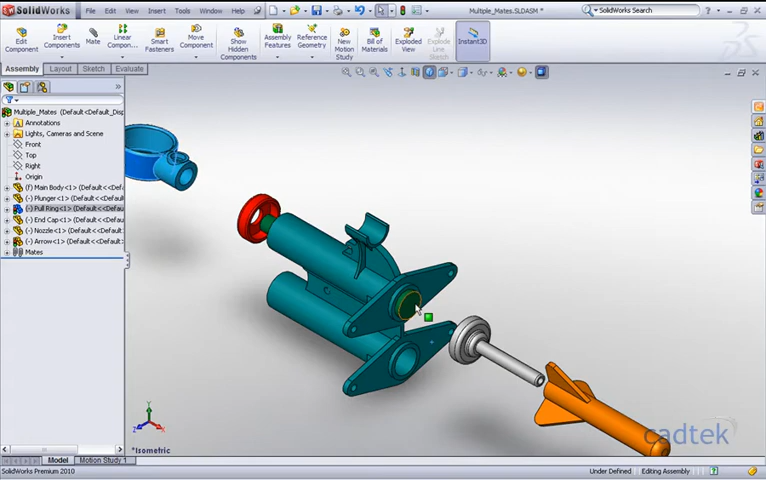 SolidWorks File Edit View Insert Tools Window Help Multiple_Mates.SLDASM * SolidWorks Search
Edit Component Insert Components Mate Linear Compon... Smart Fasteners Move Component Show Hidden Components Assembly Features Reference Geometry New Motion Study Bill of Materials Exploded View Explode Line Sketch Instant3D
Assembly Layout Sketch Evaluate
Multiple_Mates (Default<Default_Disp
Annotations
Lights, Cameras and Scene
Front
Top
Right
Origin
(f) Main Body<1> (Default<<Defau
(-) Plunger<1> (Default<<Default
(-) Pull Ring<1> (Default<<Defau
(-) End Cap<1> (Default<<Default
(-) Nozzle<1> (Default<<Default
(-) Arrow<1> (Default<<Default
Mates
Y
Z X
*Isometric
cadtek
Model Motion Study 1
SolidWorks Premium 2010 Under Defined Editing Assembly